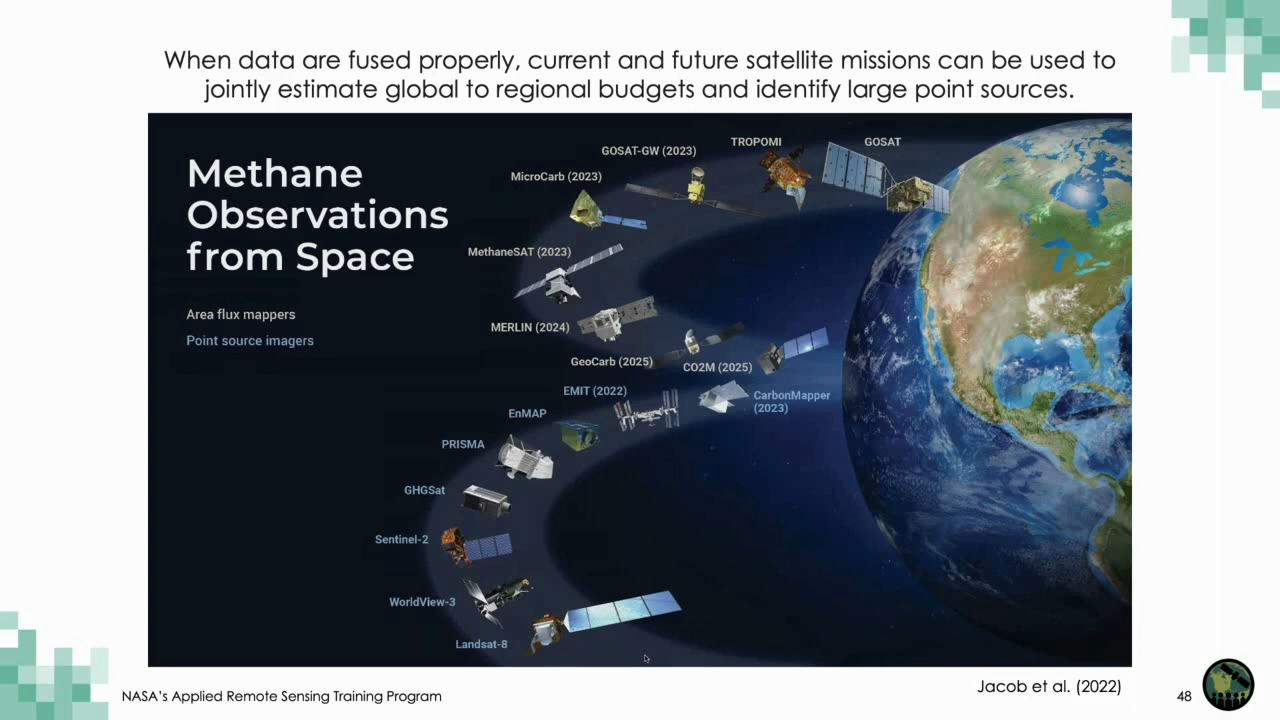 When data are fused properly, current and future satellite missions can be used to
jointly estimate global to regional budgets and identify large point sources.
Methane
Observations
from Space
Area flux mappers
Point source imagers
GOSAT
TROPOMI
GOSAT-GW (2023)
MicroCarb (2023)
MethaneSAT (2023)
MERLIN (2024)
GeoCarb (2025)
CO2M (2025)
CarbonMapper
(2023)
EMIT (2022)
EnMAP
PRISMA
GHGSat
Sentinel-2
WorldView-3
Landsat-8
Jacob et al. (2022)
NASA's Applied Remote Sensing Training Program
48